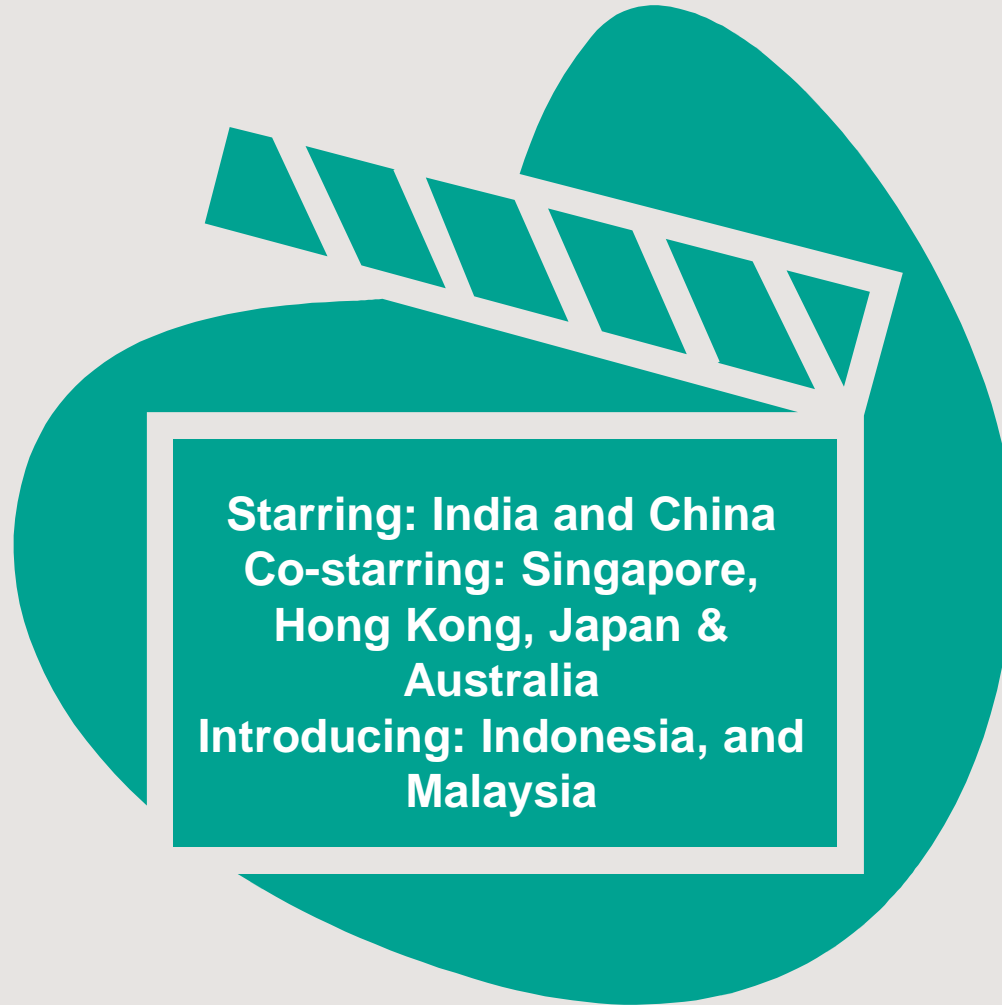 Starring: India and China
Co-starring: Singapore,
Hong Kong, Japan &
Australia
Introducing: Indonesia, and
Malaysia